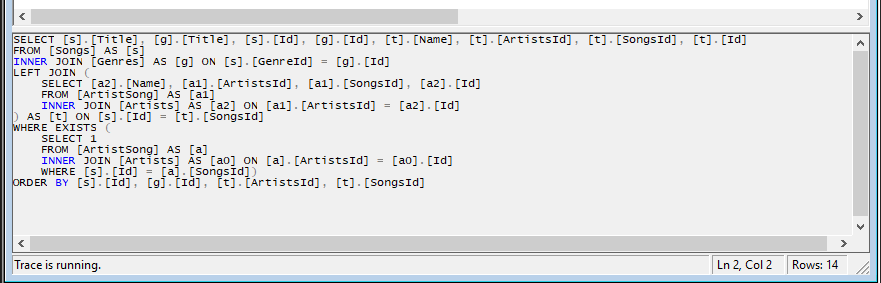 SELECT [s].[Title], [g].[Title], [s].[Id], [g].[Id], [t].[Name], [t].[ArtistsId], [t].[SongsId], [t].[Id]
FROM [Songs] AS [s]
INNER JOIN [Genres] AS [g] ON [s].[GenreId] = [g].[Id]
LEFT JOIN (
    SELECT [a2].[Name], [a1].[ArtistsId], [a1].[SongsId], [a2].[Id]
    FROM [ArtistSong] AS [a1]
    INNER JOIN [Artists] AS [a2] ON [a1].[ArtistsId] = [a2].[Id]
) AS [t] ON [s].[Id] = [t].[SongsId]
WHERE EXISTS (
    SELECT 1
    FROM [ArtistSong] AS [a]
    INNER JOIN [Artists] AS [a0] ON [a].[ArtistsId] = [a0].[Id]
    WHERE [s].[Id] = [a].[SongsId])
ORDER BY [s].[Id], [g].[Id], [t].[ArtistsId], [t].[SongsId]
Trace is running. Ln 2, Col 2 Rows: 14